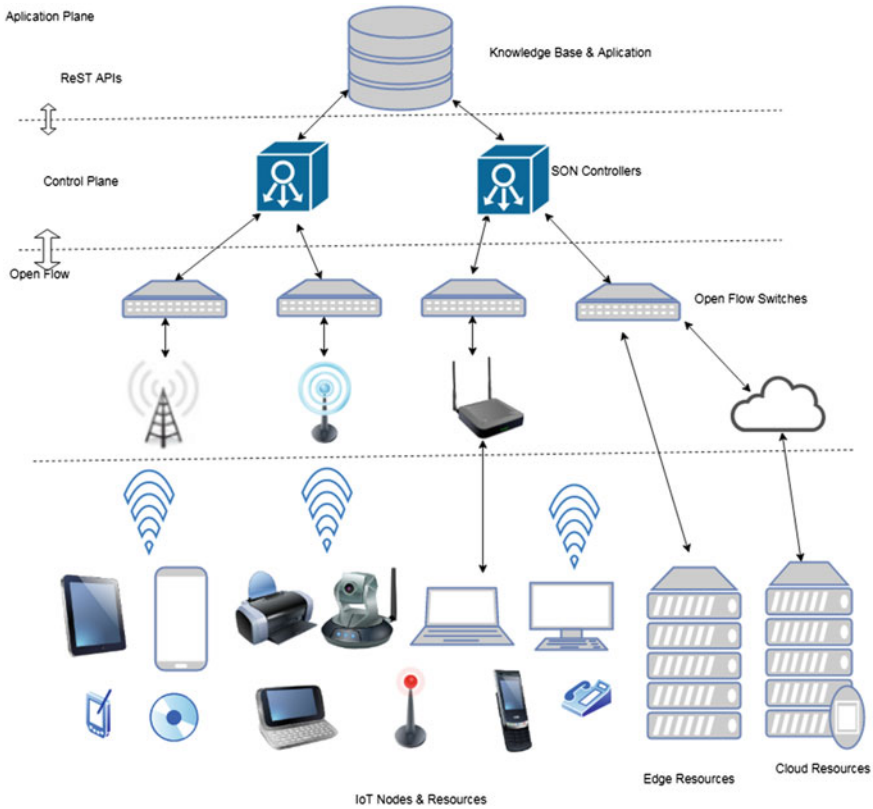 Aplication Plane
Knowledge Base & Aplication
ReST APIs
Control Plane
SON Controllers
Open Flow
Open Flow Switches
Edge Resources
Cloud Resources
IoT Nodes & Resources